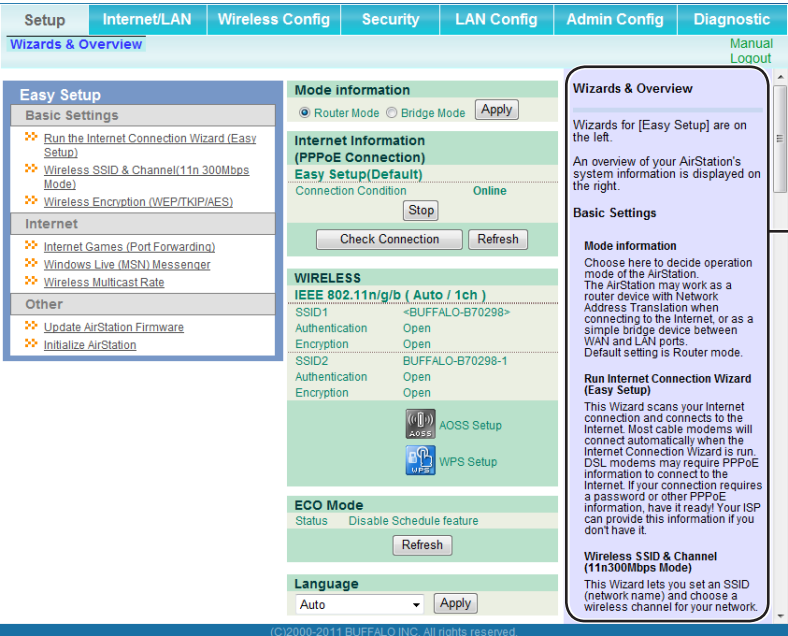 Setup Internet/LAN Wireless Config Security LAN Config Admin Config Diagnostic
Wizards & Overview
Manual
Logout
Easy Setup
Basic Settings
Run the Internet Connection Wizard (Easy
Setup)
Wireless SSID & Channel(11n 300Mbps
Mode)
Wireless Encryption (WEP/TKIP/AES)
Internet
Internet Games (Port Forwarding)
Windows Live (MSN) Messenger
Wireless Multicast Rate
Other
Update AirStation Firmware
Initialize AirStation
Mode information
Router Mode Bridge Mode Apply
Internet Information
(PPPoE Connection)
Easy Setup(Default)
Connection Condition Online
Stop
Check Connection Refresh
WIRELESS
IEEE 802.11n/g/b ( Auto / 1ch )
SSID1 <BUFFALO-B70298>
Authentication Open
Encryption Open
SSID2 BUFFALO-B70298-1
Authentication Open
Encryption Open
AOSS AOSS Setup
WPS WPS Setup
ECO Mode
Status Disable Schedule feature
Refresh
Language
Auto Apply
Wizards & Overview
Wizards for [Easy Setup] are on
the left.
An overview of your AirStation's
system information is displayed on
the right.
Basic Settings
Mode information
Choose here to decide operation
mode of the AirStation.
The AirStation may work as a
router device with Network
Address Translation when
connecting to the Internet, or as a
simple bridge device between
WAN and LAN ports.
Default setting is Router mode.
Run Internet Connection Wizard
(Easy Setup)
This Wizard scans your Internet
connection and connects to the
Internet. Most cable modems will
connect automatically when the
Internet Connection Wizard is run.
DSL modems may require PPPoE
information to connect to the
Internet. If your connection requires
a password or other PPPoE
information, have it ready! Your ISP
can provide this information if you
don't have it.
Wireless SSID & Channel
(11n300Mbps Mode)
This Wizard lets you set an SSID
(network name) and choose a
wireless channel for your network.
(C)2000-2011 BUFFALO INC. All rights reserved.